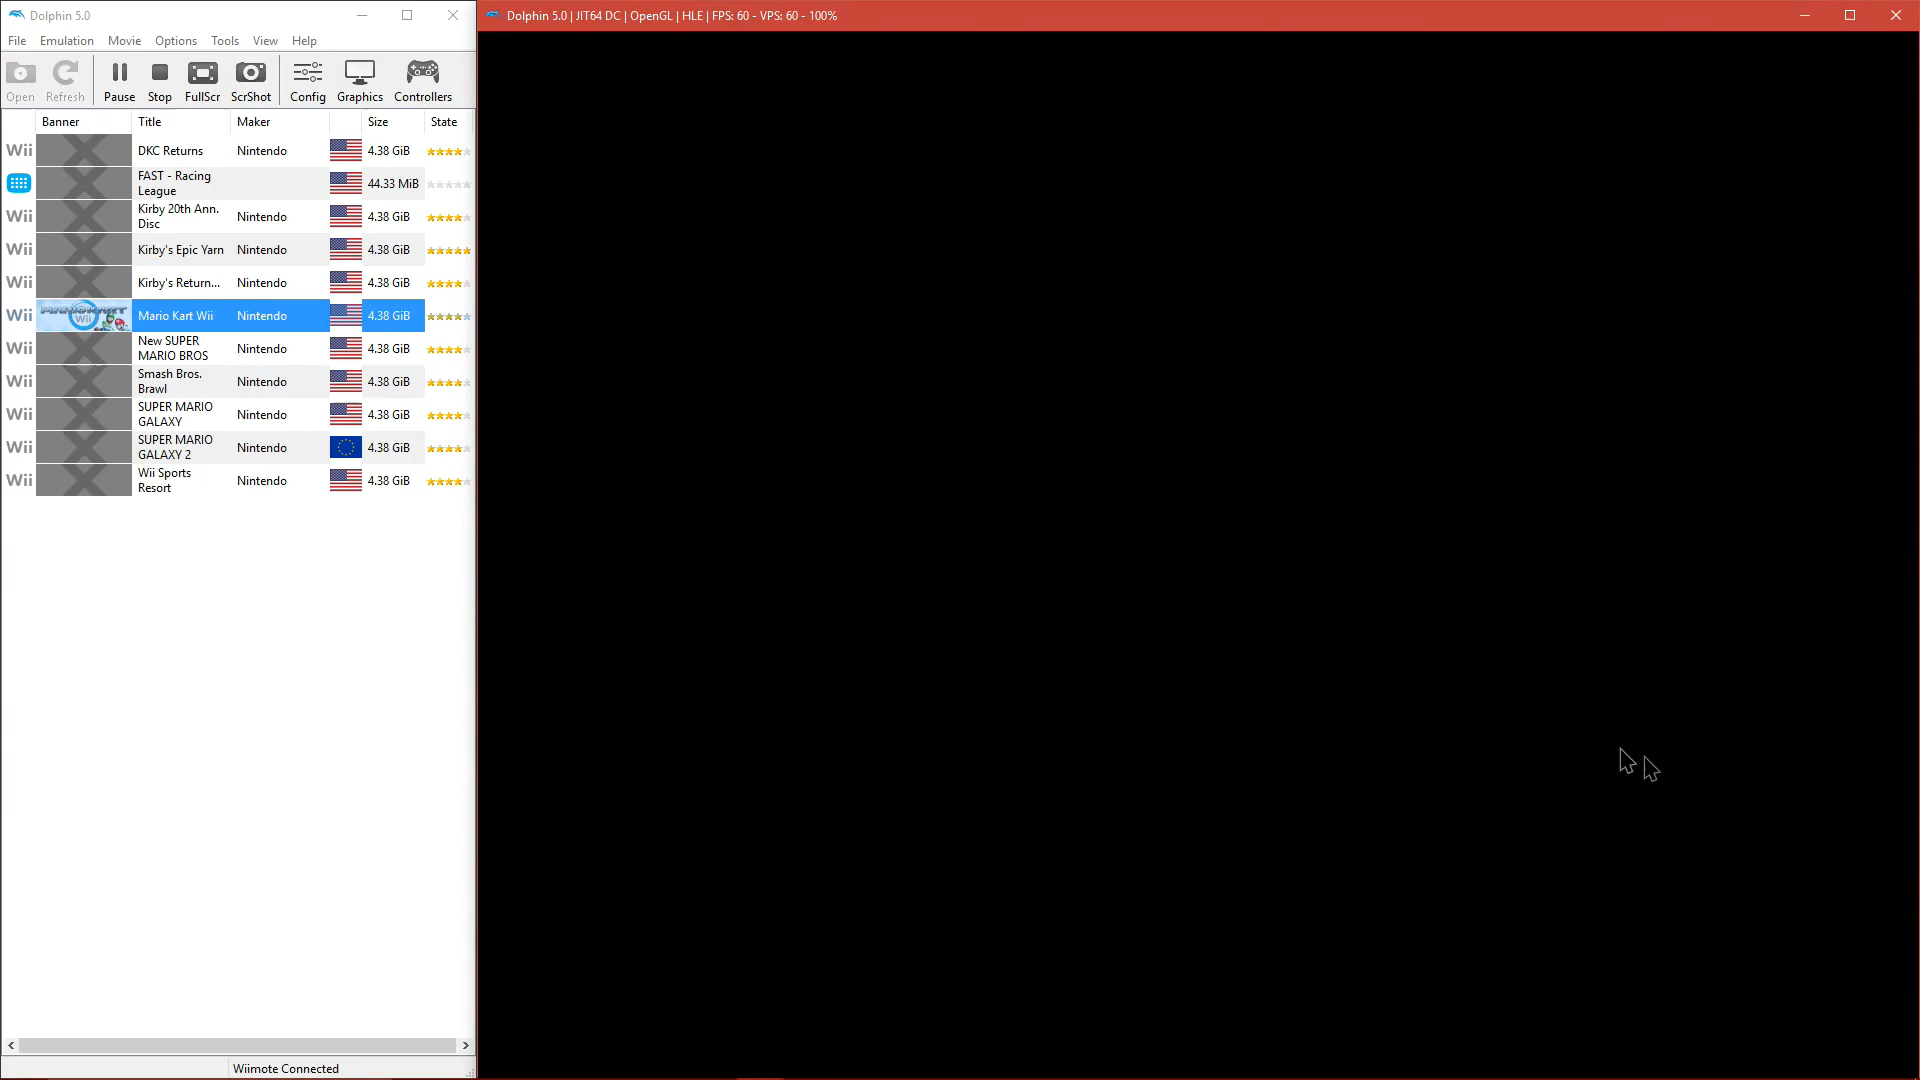 Dolphin 5.0
Dolphin 5.0 | JIT64 DC | OpenGL | HLE | FPS: 60 - VPS: 60 - 100%
File Emulation Movie Options Tools View Help
Open Refresh Pause Stop FullScr ScrShot Config Graphics Controllers
Banner Title Maker Size State
Wii DKC Returns Nintendo 4.38 GiB
FAST - Racing
League 44.33 MiB
Wii Kirby 20th Ann.
Disc Nintendo 4.38 GiB
Wii Kirby's Epic Yarn Nintendo 4.38 GiB
Wii Kirby's Return... Nintendo 4.38 GiB
Wii MARIOKART Wii Mario Kart Wii Nintendo 4.38 GiB
Wii New SUPER
MARIO BROS Nintendo 4.38 GiB
Wii Smash Bros.
Brawl Nintendo 4.38 GiB
Wii SUPER MARIO
GALAXY Nintendo 4.38 GiB
Wii SUPER MARIO
GALAXY 2 Nintendo 4.38 GiB
Wii Wii Sports
Resort Nintendo 4.38 GiB
Wiimote Connected